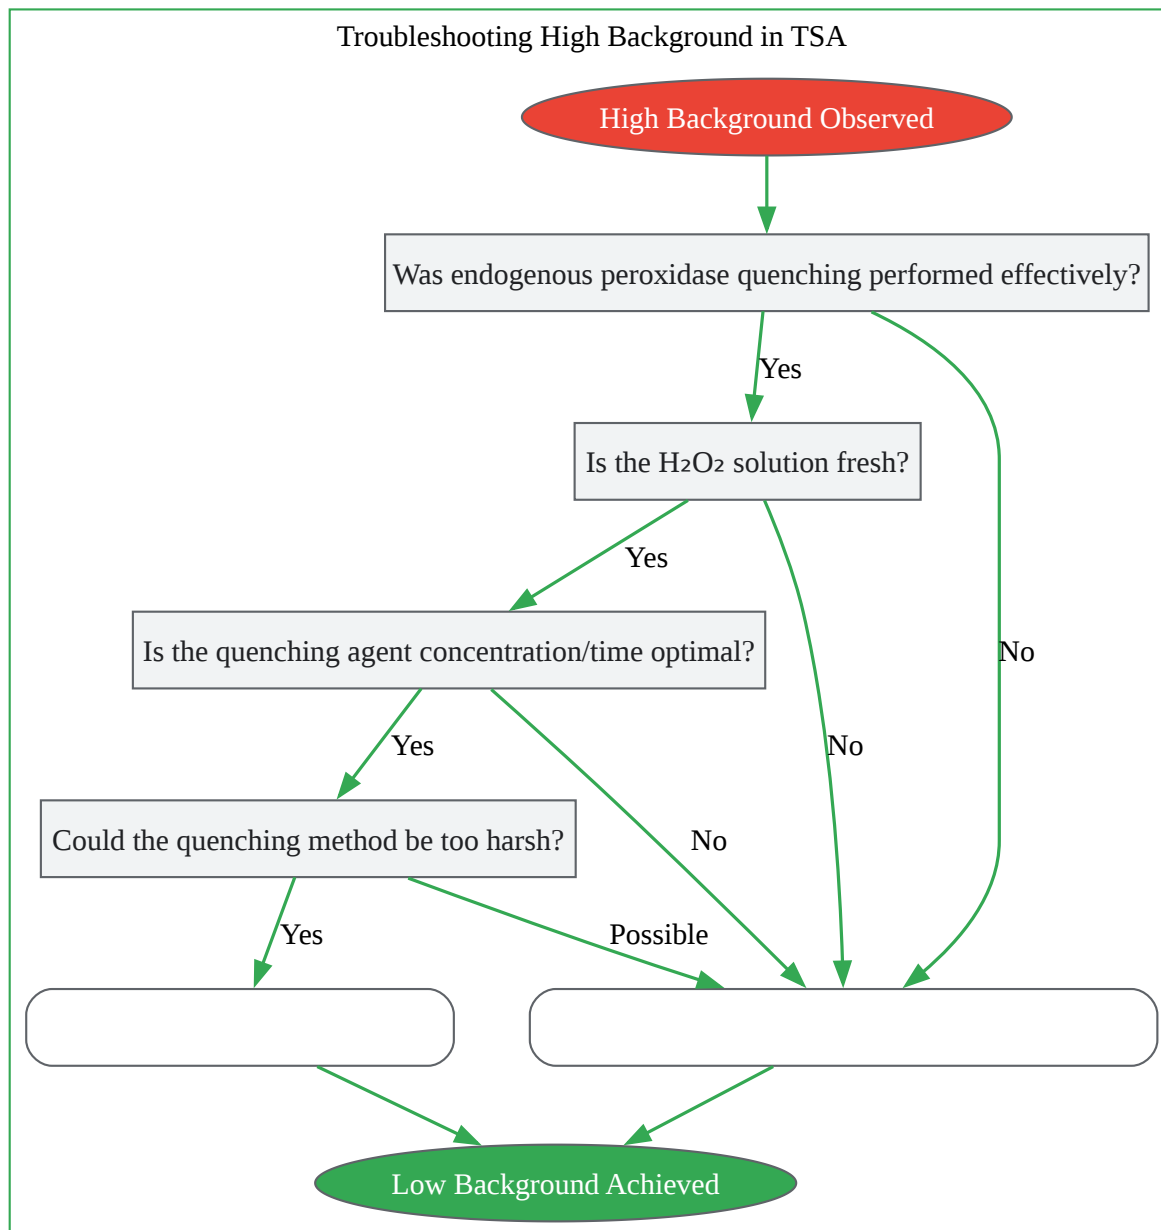 Troubleshooting High Background in TSA
High Background Observed
Was endogenous peroxidase quenching performed effectively?
Yes
Is the H₂O₂ solution fresh?
Yes
Is the quenching agent concentration/time optimal?
No
Yes
No
Could the quenching method be too harsh?
No
Yes
Possible
Low Background Achieved